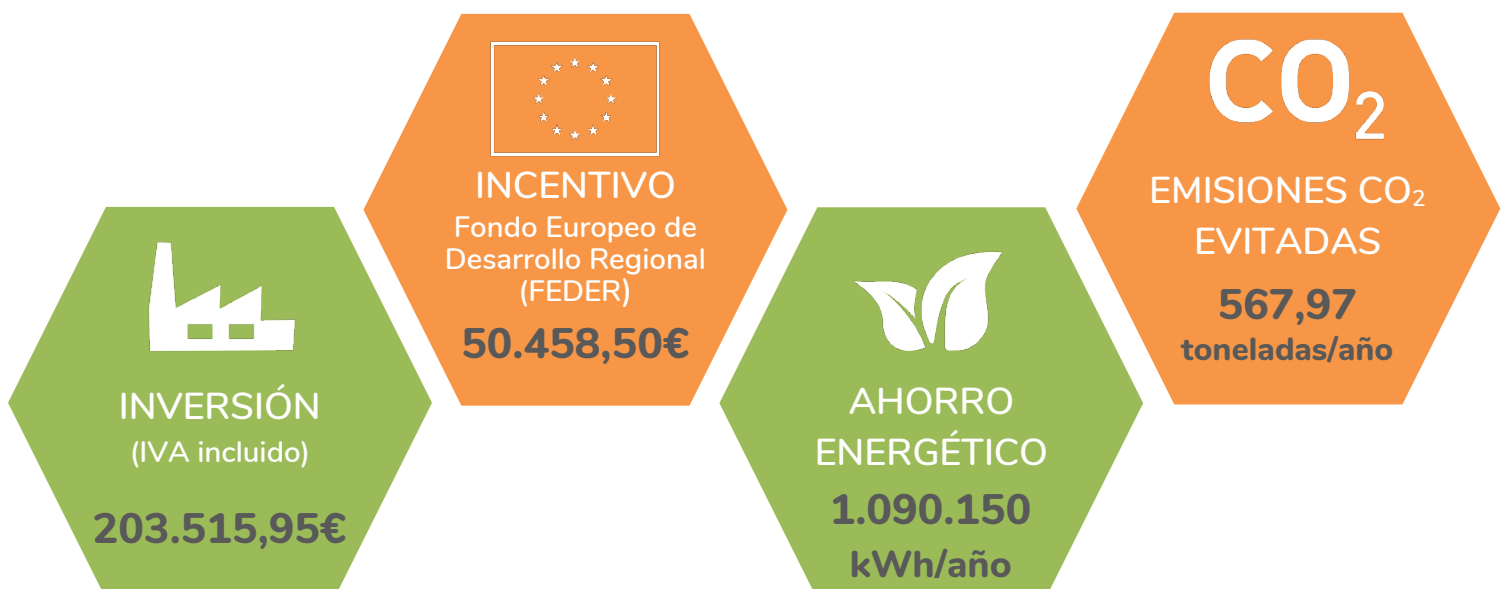 INVERSIÓN
(IVA incluido)
203.515,95€
INCENTIVO
Fondo Europeo de
Desarrollo Regional
(FEDER)
50.458,50€
AHORRO
ENERGÉTICO
1.090.150
kWh/año
CO₂
EMISIONES CO₂
EVITADAS
567,97
toneladas/año